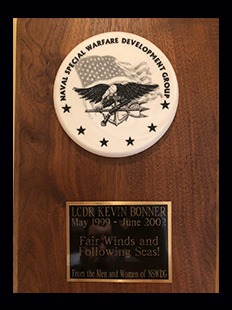 NAVAL SPECIAL WARFARE DEVELOPMENT GROUP
LCDR KEVIN BONNER
May 1999 - June 2002
Fair Winds and
Following Seas!
From the Men and Women of NSWDG